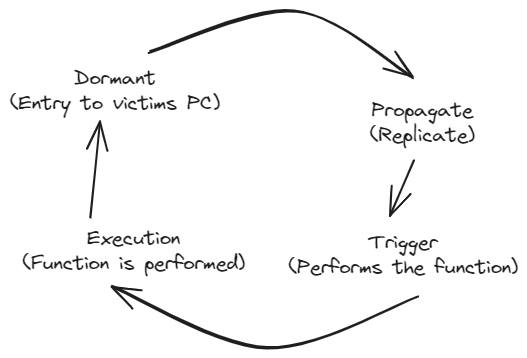 Dormant
(Entry to victims PC)
Propagate
(Replicate)
Trigger
(Performs the function)
Execution
(Function is performed)